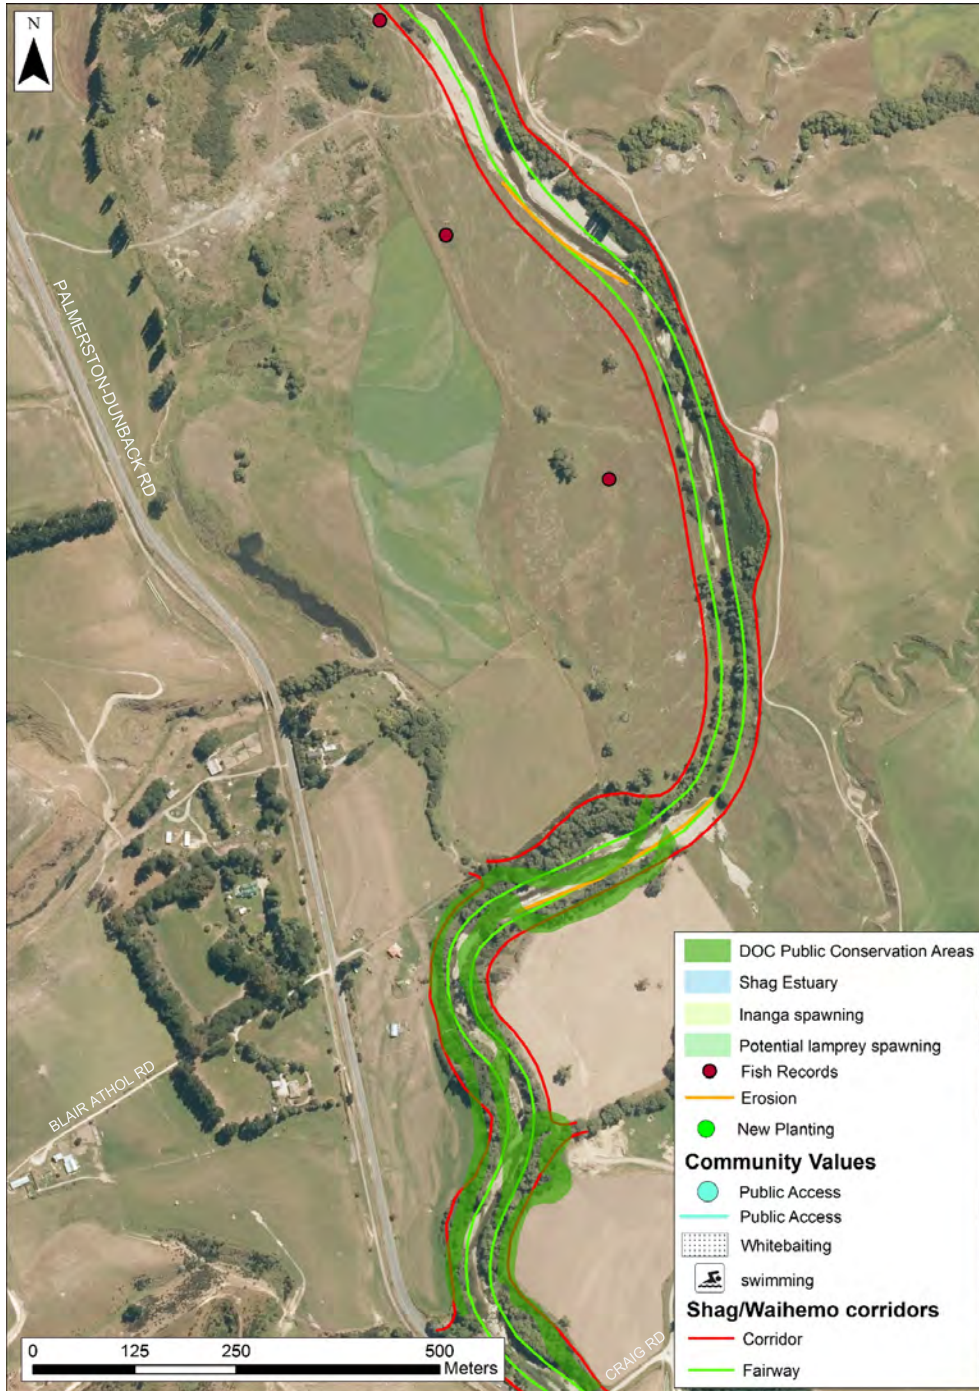 N
PALMERSTON-DUNBACK RD
BLAIR ATHOL RD
CRAIG RD
DOC Public Conservation Areas
Shag Estuary
Inanga spawning
Potential lamprey spawning
Fish Records
Erosion
New Planting
Community Values
Public Access
Public Access
Whitebaiting
swimming
Shag/Waihemo corridors
Corridor
Fairway
0 125 250 500
Meters